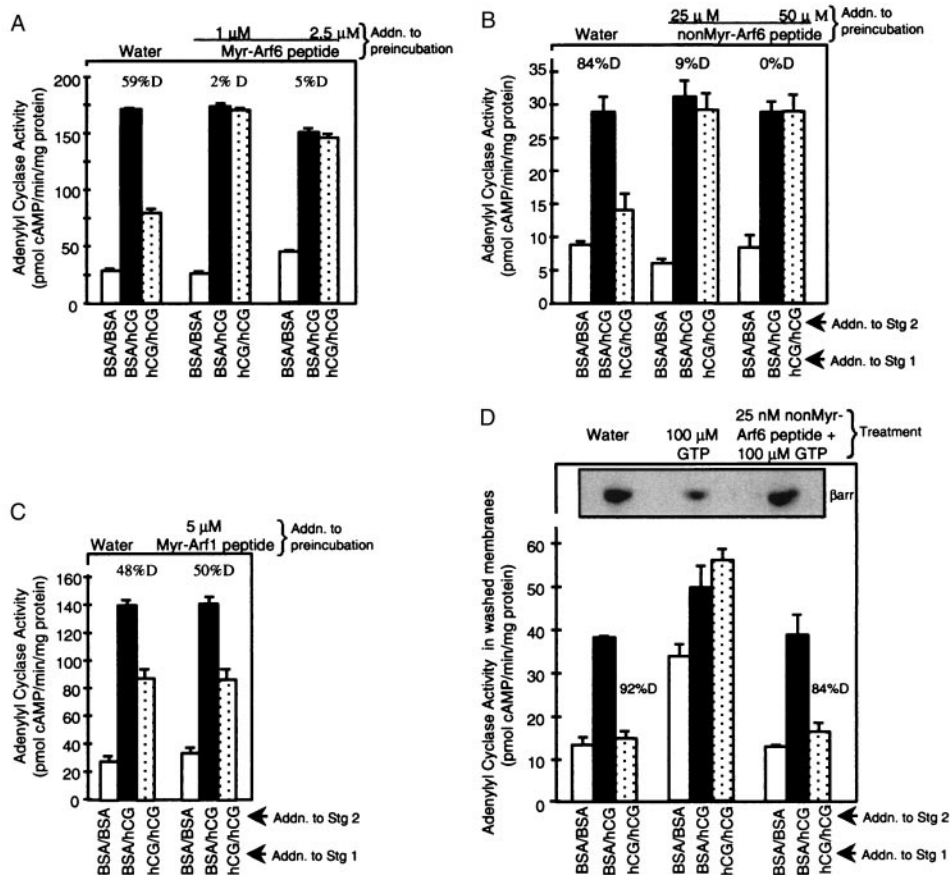 A
1 µM 2.5 µM
Water Myr-Arf6 peptide
Addn. to
preincubation
Adenylyl Cyclase Activity
(pmol cAMP/min/mg protein)
200
175
150
100
50
25
0
59%D 2% D 5%D
BSA/BSA
BSA/hCG
hCG/hCG
BSA/BSA
BSA/hCG
hCG/hCG
BSA/BSA
BSA/hCG
hCG/hCG
B
25 µ M 50 µ M
Water nonMyr-Arf6 peptide
Addn. to
preincubation
Adenylyl Cyclase Activity
(pmol cAMP/min/mg protein)
40
35
30
25
20
15
10
5
0
84%D 9%D 0%D
BSA/BSA
BSA/hCG
hCG/hCG
BSA/BSA
BSA/hCG
hCG/hCG
BSA/BSA
BSA/hCG
hCG/hCG
Addn. to Stg 2
Addn. to Stg 1
C
5 µM
Water Myr-Arf1 peptide
Addn. to
preincubation
Adenylyl Cyclase Activity
(pmol cAMP/min/mg protein)
160
140
120
100
80
60
40
20
0
48%D 50%D
BSA/BSA
BSA/hCG
hCG/hCG
BSA/BSA
BSA/hCG
hCG/hCG
Addn. to Stg 2
Addn. to Stg 1
D
Water
100 µM
GTP
25 nM nonMyr-
Arf6 peptide +
100 µM GTP
Treatment
βarr
Adenylyl Cyclase Activity in washed membranes
(pmol cAMP/min/mg protein)
60
50
40
30
20
10
0
92%D 84%D
BSA/BSA
BSA/hCG
hCG/hCG
BSA/BSA
BSA/hCG
hCG/hCG
BSA/BSA
BSA/hCG
hCG/hCG
Addn. to Stg 2
Addn. to Stg 1